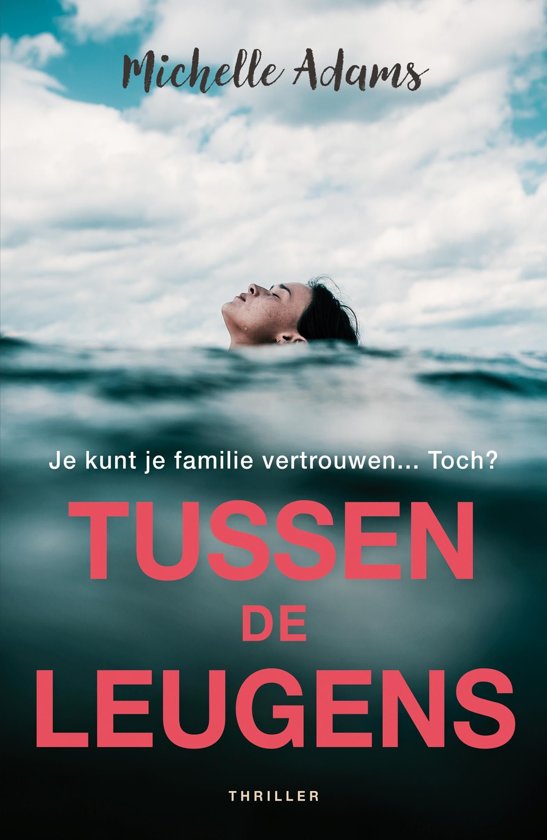 Michelle Adams
Je kunt je familie vertrouwen... Toch?
TUSSEN
DE
LEUGENS
THRILLER